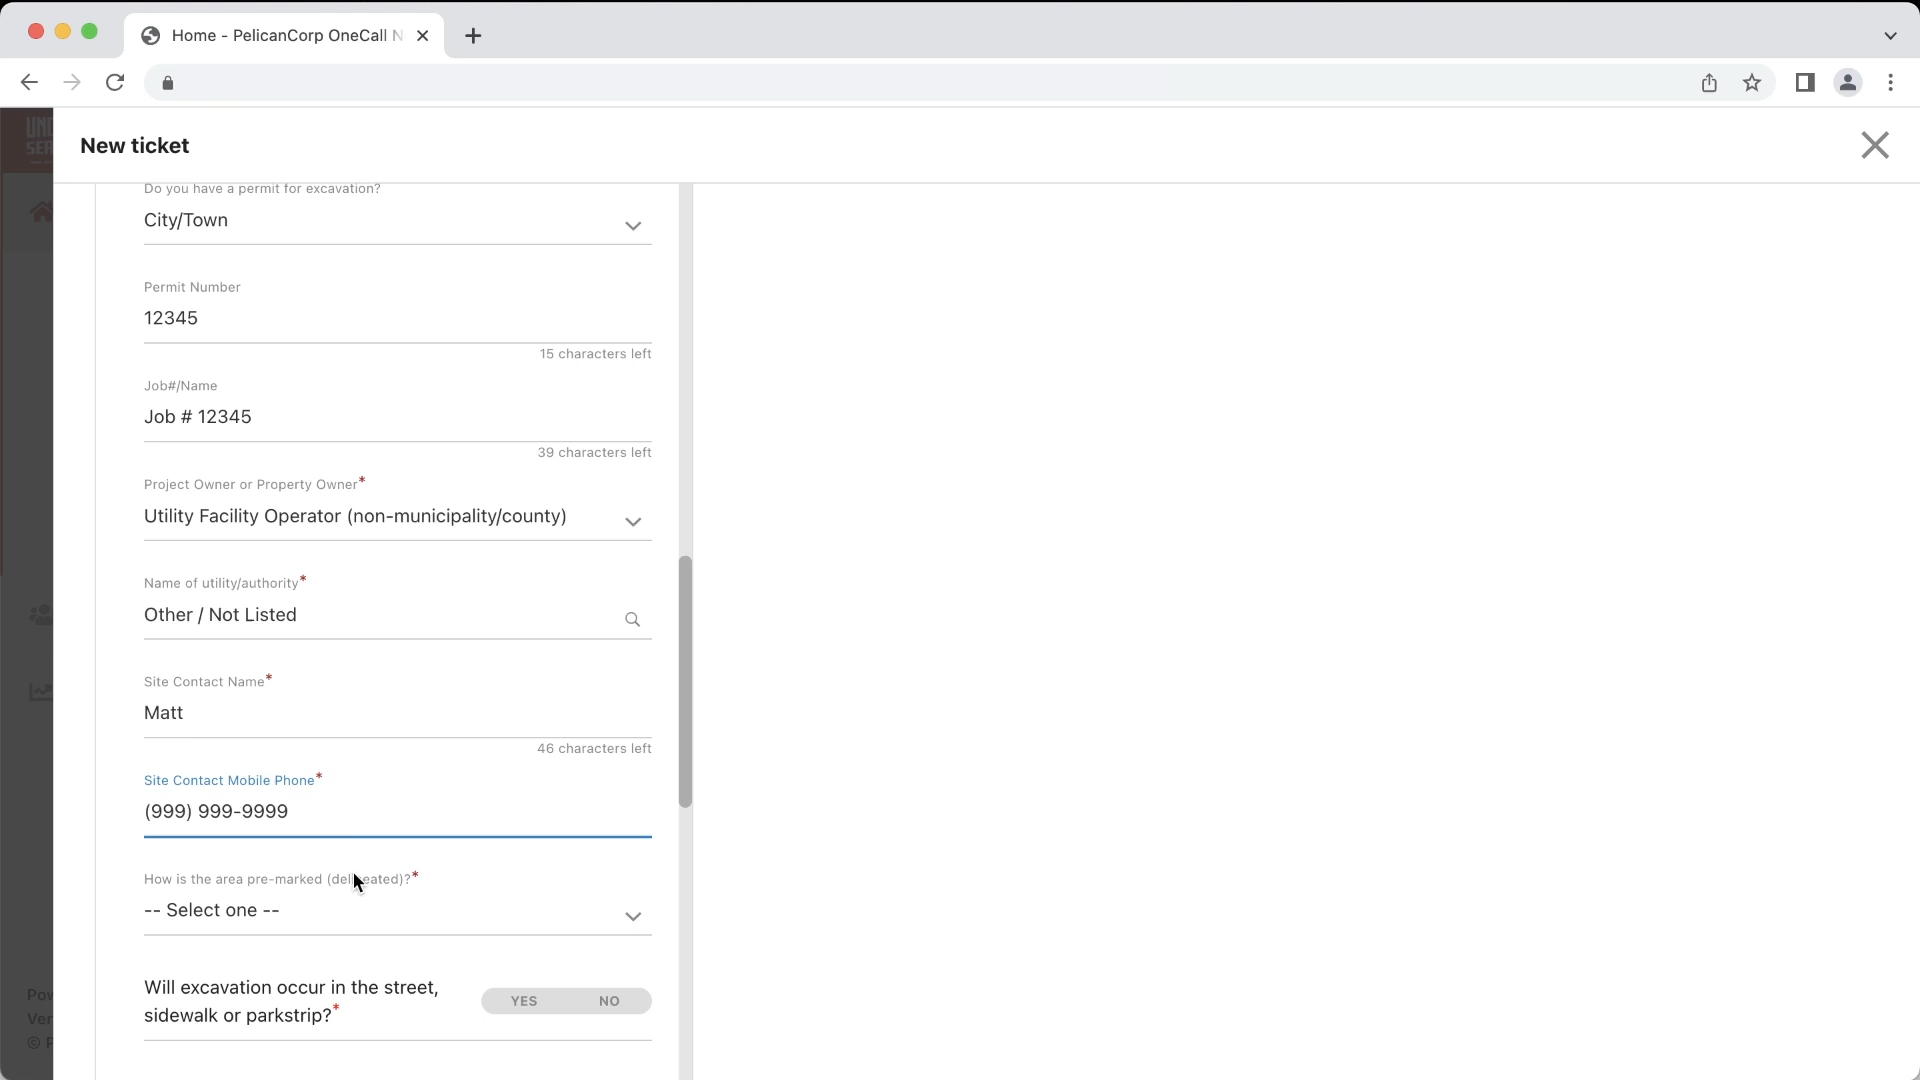 Home - PelicanCorp OneCall N
UND
SER
New ticket
Do you have a permit for excavation?
City/Town
Permit Number
12345
15 characters left
Job#/Name
Job # 12345
39 characters left
Project Owner or Property Owner*
Utility Facility Operator (non-municipality/county)
Name of utility/authority*
Other / Not Listed
Site Contact Name*
Matt
46 characters left
Site Contact Mobile Phone*
(999) 999-9999
How is the area pre-marked (delineated)?*
-- Select one --
Will excavation occur in the street,
sidewalk or parkstrip?*
YES NO
Pov
Ver
© P